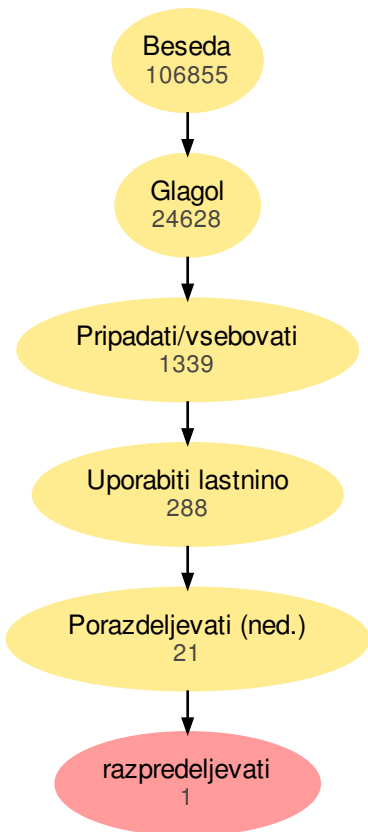 Beseda
106855
Glagol
24628
Pripadati/vsebovati
1339
Uporabiti lastnino
288
Porazdeljevati (ned.)
21
razpredeljevati
1